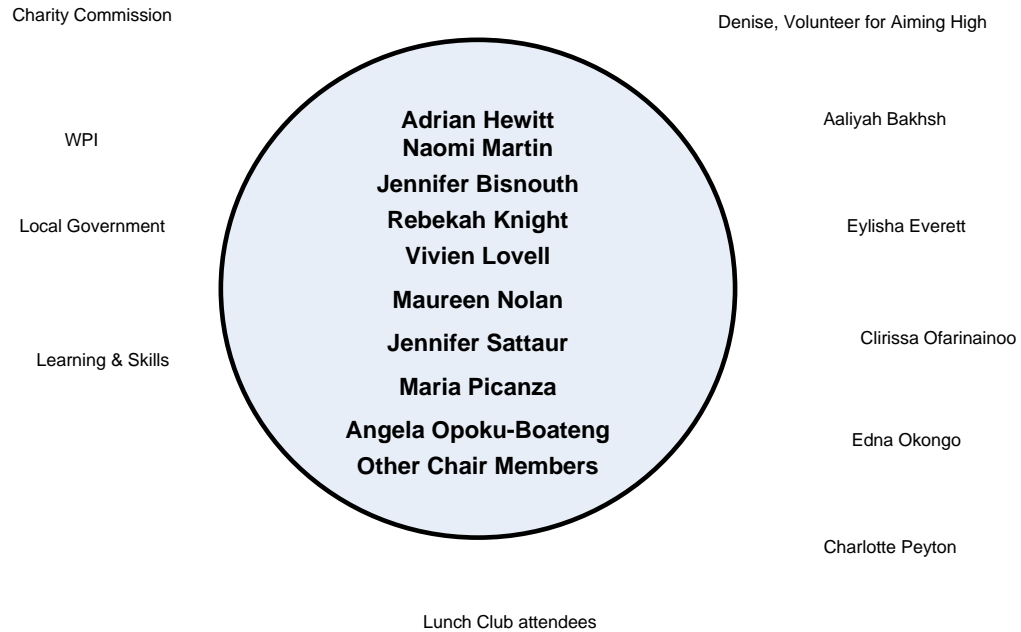 Charity Commission
Denise, Volunteer for Aiming High
Adrian Hewitt
Aaliyah Bakhsh
WPI
Naomi Martin
Jennifer Bisnouth
Local Government
Rebekah Knight
Eylisha Everett
Vivien Lovell
Maureen Nolan
Clirissa Ofarinainoo
Jennifer Sattaur
Learning & Skills
Maria Picanza
Angela Opoku-Boateng
Edna Okongo
Other Chair Members
Charlotte Peyton
Lunch Club attendees